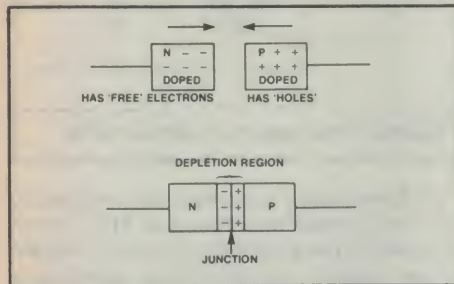 N - - P + +
- - - + + +
DOPED DOPED
HAS 'FREE' ELECTRONS HAS 'HOLES'
DEPLETION REGION
- +
N - + P
- +
JUNCTION